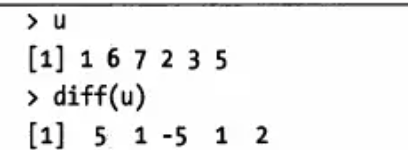 > u
[1] 1 6 7 2 3 5
> diff(u)
[1] 5 1 -5 1 2